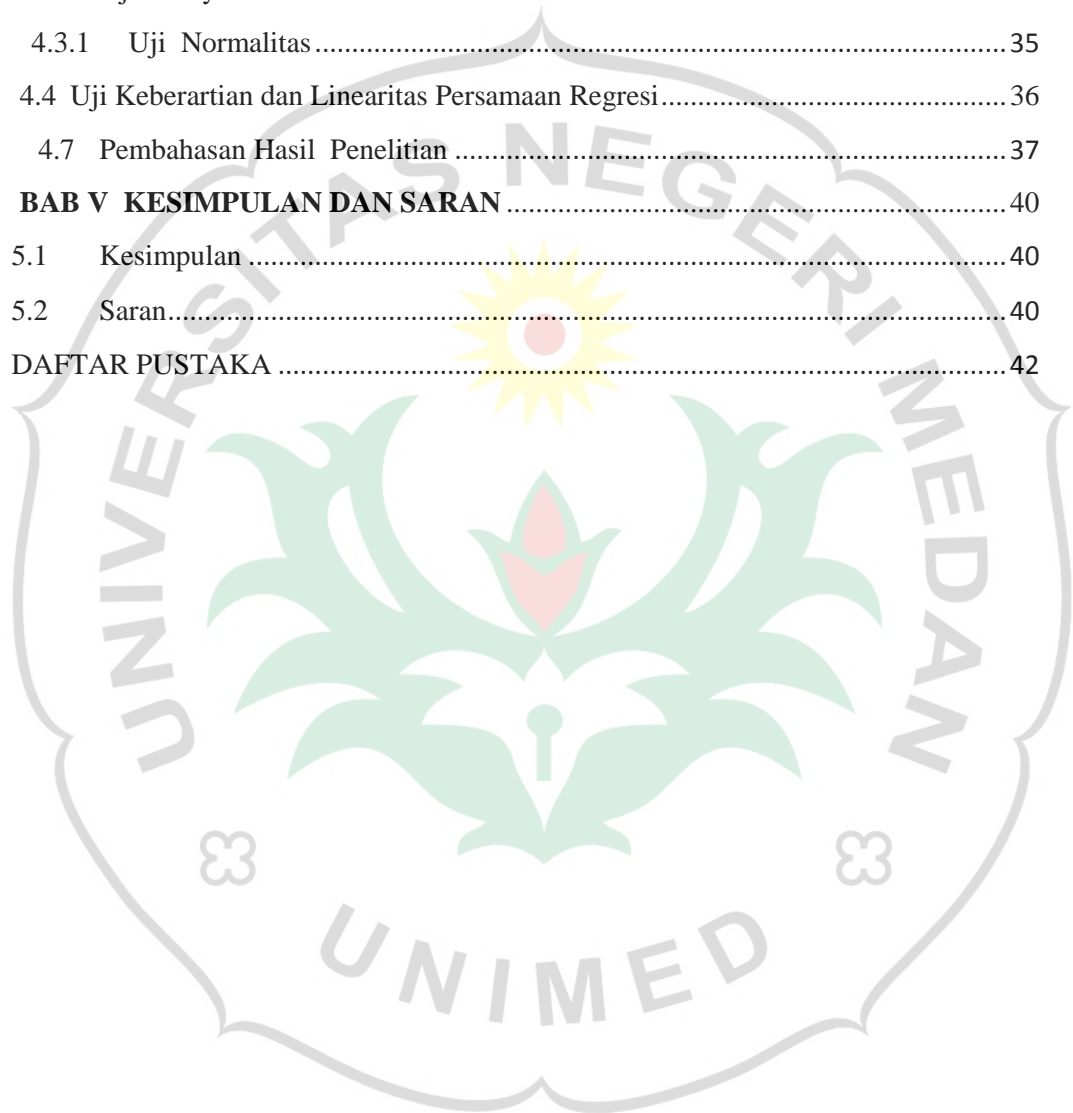 4.3.1 Uji Normalitas ........................................ 35
4.4 Uji Keberartian dan Linearitas Persamaan Regresi ........................................ 36
4.7 Pembahasan Hasil Penelitian ........................................ 37
BAB V KESIMPULAN DAN SARAN ........................................ 40
5.1 Kesimpulan ........................................ 40
5.2 Saran ........................................ 40
DAFTAR PUSTAKA ........................................ 42
UNIVERSITAS NEGERI MEDAN
UNIMED